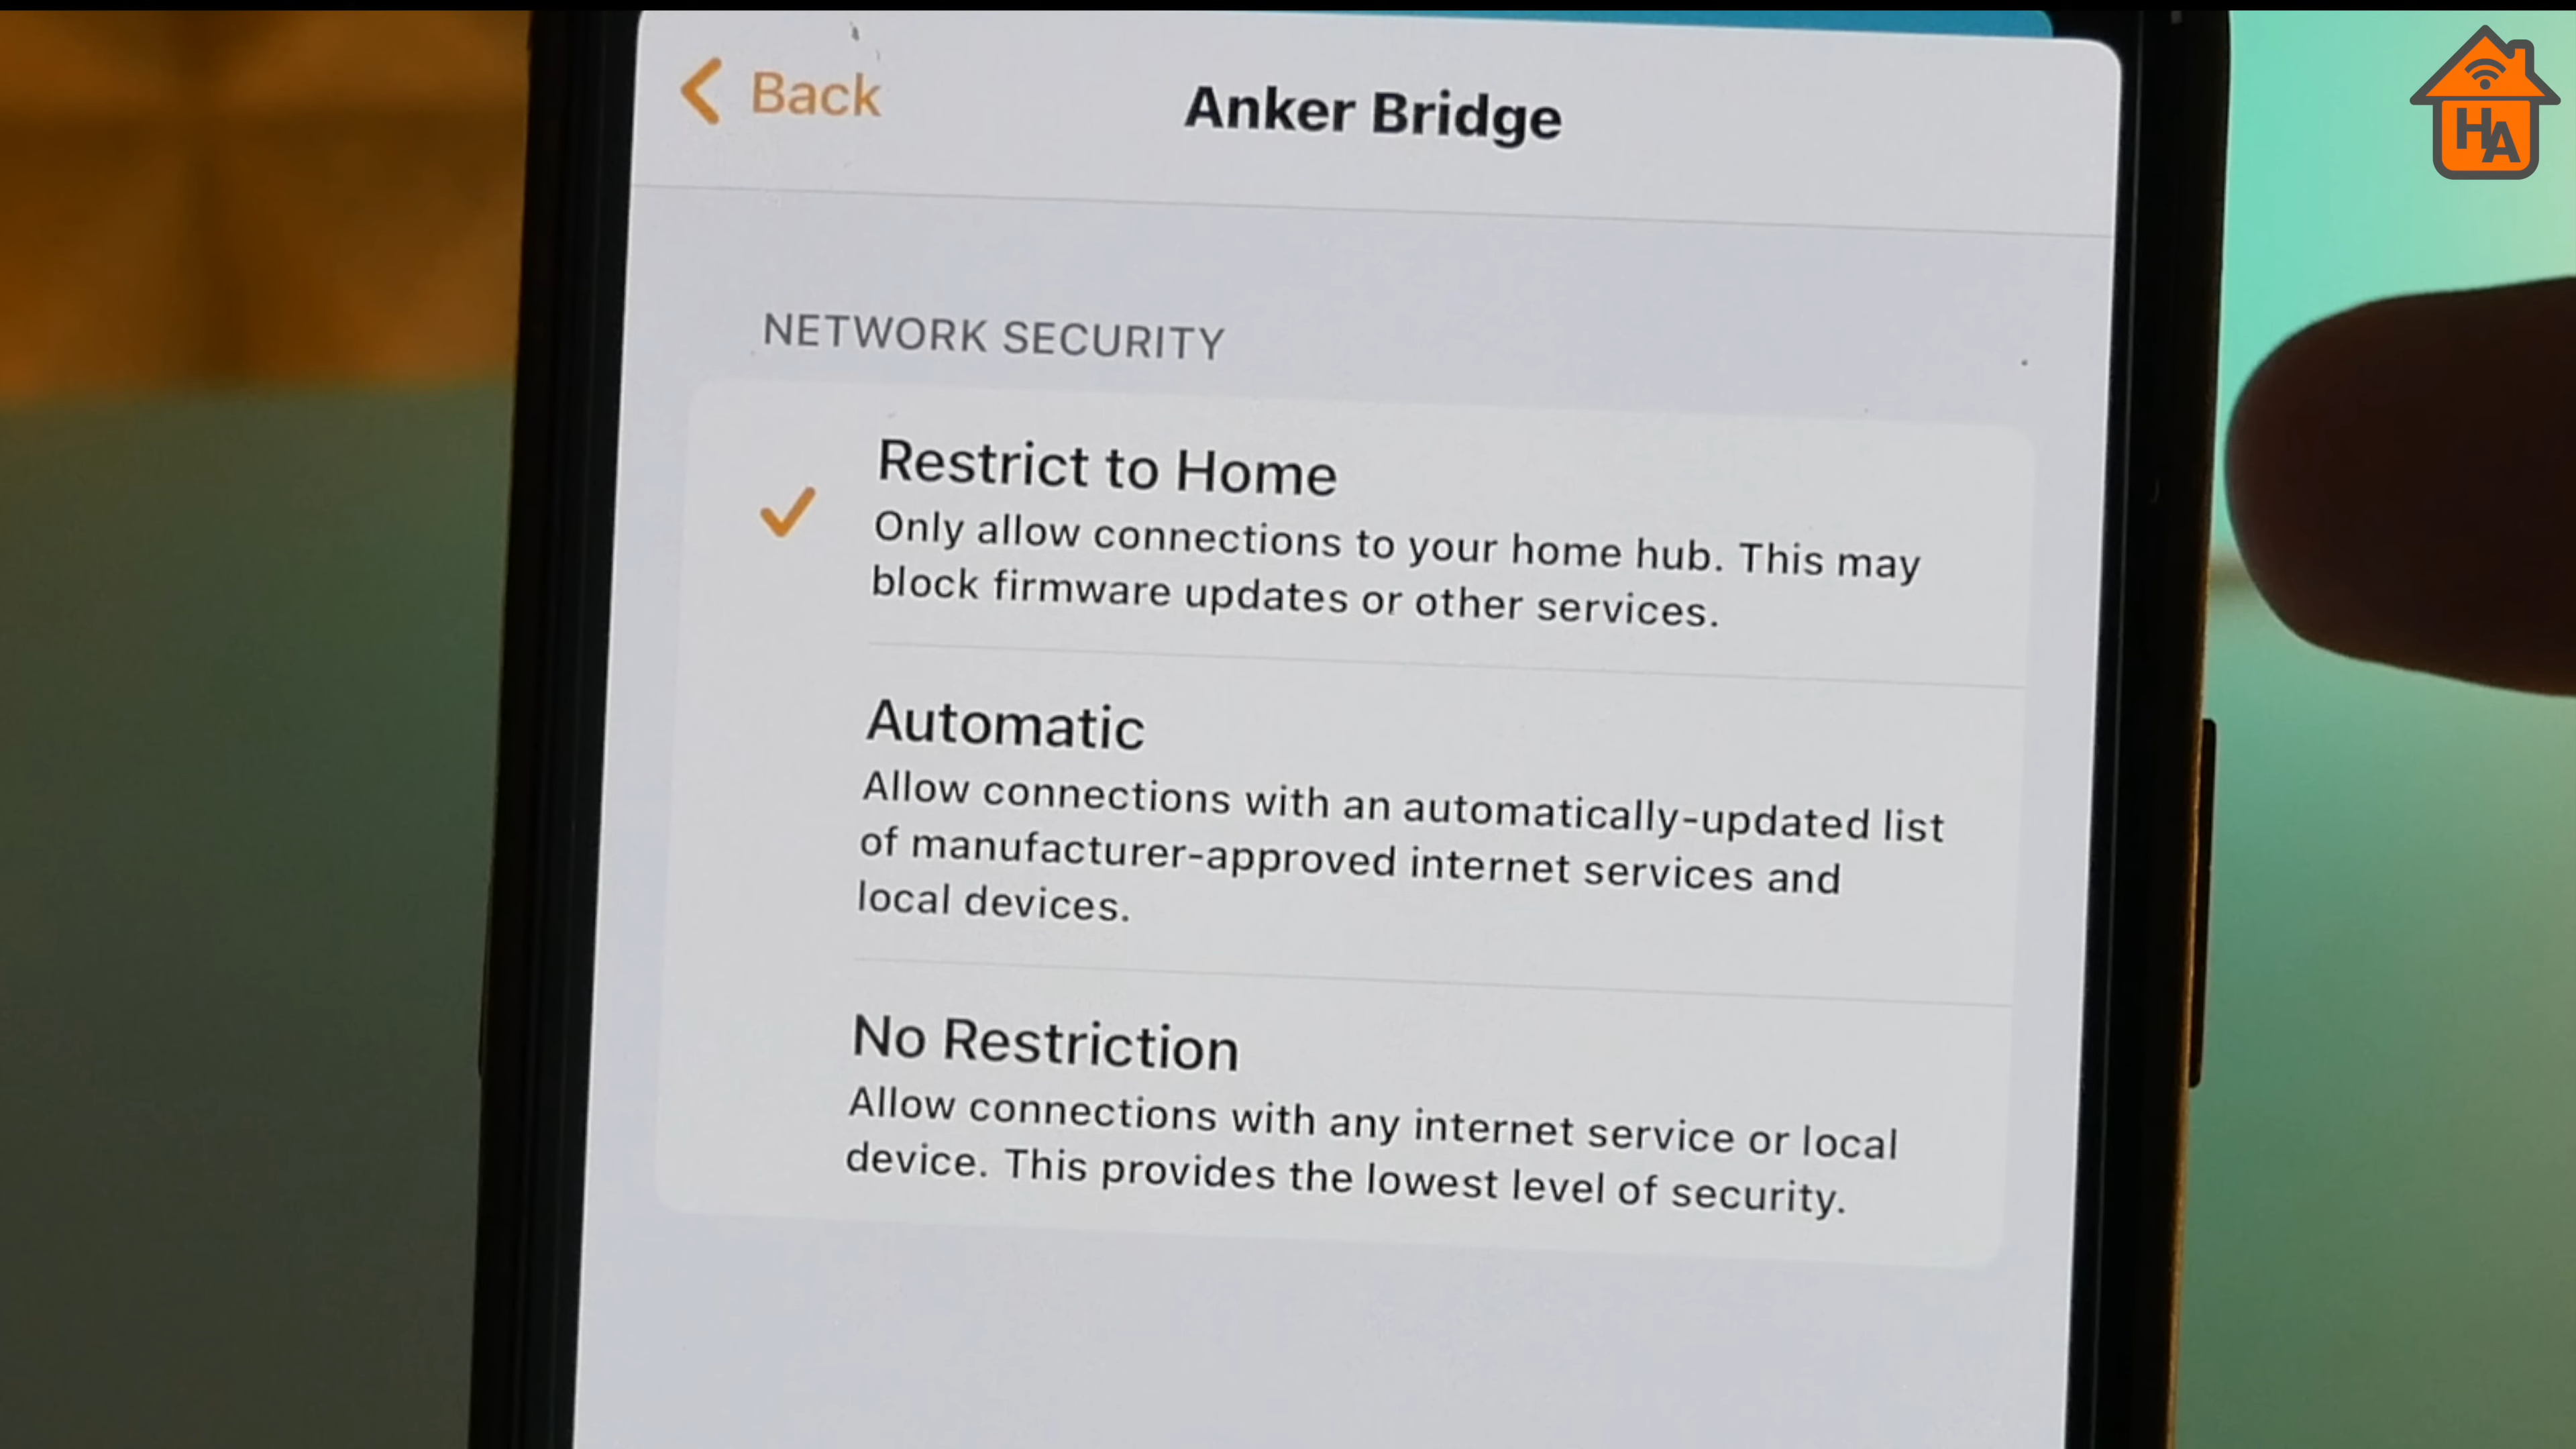 Back
Anker Bridge
HA
NETWORK SECURITY
Restrict to Home
Only allow connections to your home hub. This may
block firmware updates or other services.
Automatic
Allow connections with an automatically-updated list
of manufacturer-approved internet services and
local devices.
No Restriction
Allow connections with any internet service or local
device. This provides the lowest level of security.